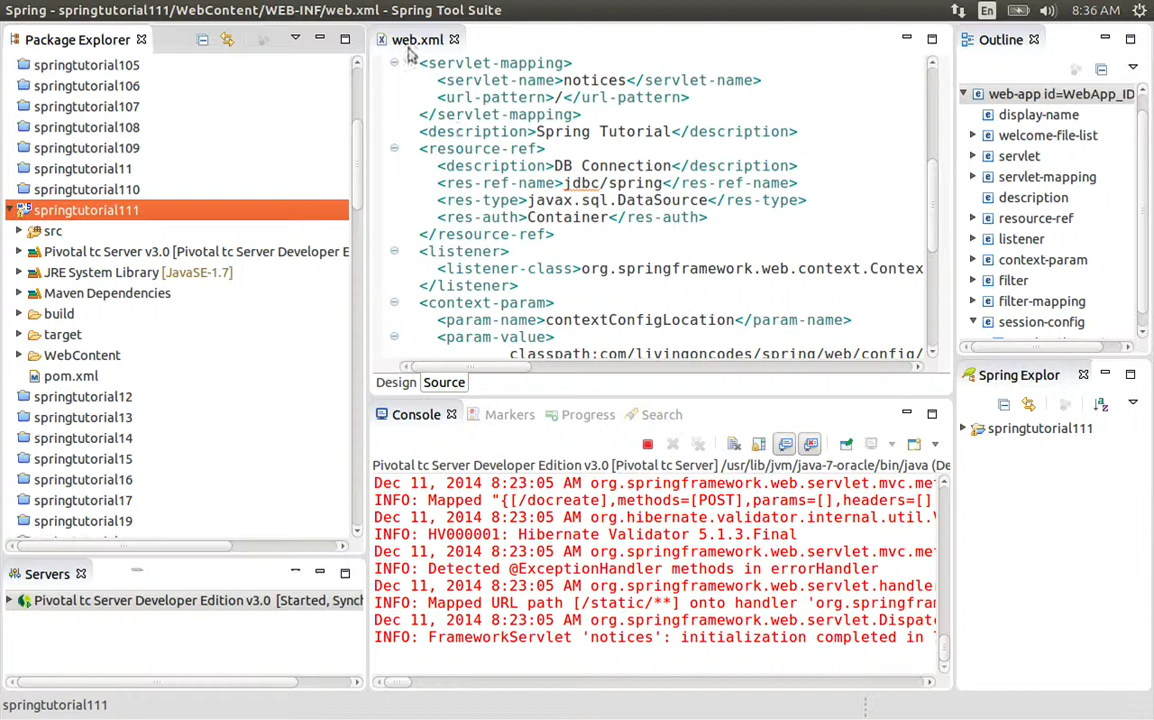 Spring - springtutorial111/WebContent/WEB-INF/web.xml - Spring Tool Suite
En
8:36 AM
Package Explorer
springtutorial105
springtutorial106
springtutorial107
springtutorial108
springtutorial109
springtutorial11
springtutorial110
springtutorial111
src
Pivotal tc Server v3.0 [Pivotal tc Server Developer E
JRE System Library [JavaSE-1.7]
Maven Dependencies
build
target
WebContent
pom.xml
springtutorial12
springtutorial13
springtutorial14
springtutorial15
springtutorial16
springtutorial17
springtutorial19
Servers
Pivotal tc Server Developer Edition v3.0 [Started, Synch
springtutorial111
web.xml
<servlet-mapping>
<servlet-name>notices</servlet-name>
<url-pattern>/</url-pattern>
</servlet-mapping>
<description>Spring Tutorial</description>
<resource-ref>
<description>DB Connection</description>
<res-ref-name>jdbc/spring</res-ref-name>
<res-type>javax.sql.DataSource</res-type>
<res-auth>Container</res-auth>
</resource-ref>
<listener>
<listener-class>org.springframework.web.context.Contex
</listener>
<context-param>
<param-name>contextConfigLocation</param-name>
<param-value>
classpath:com/livingoncodes/spring/web/config/
Design Source
Console Markers Progress Search
Pivotal tc Server Developer Edition v3.0 [Pivotal tc Server] /usr/lib/jvm/java-7-oracle/bin/java (De
Dec 11, 2014 8:23:05 AM org.springframework.web.servlet.mvc.me
INFO: Mapped "{[/docreate],methods=[POST],params=[],headers=[]
Dec 11, 2014 8:23:05 AM org.hibernate.validator.internal.util.V
INFO: HV000001: Hibernate Validator 5.1.3.Final
Dec 11, 2014 8:23:05 AM org.springframework.web.servlet.mvc.me
INFO: Detected @ExceptionHandler methods in errorHandler
Dec 11, 2014 8:23:05 AM org.springframework.web.servlet.handler
INFO: Mapped URL path [/static/**] onto handler 'org.springfram
Dec 11, 2014 8:23:05 AM org.springframework.web.servlet.Dispat
INFO: FrameworkServlet 'notices': initialization completed in
Outline
web-app id=WebApp_ID
display-name
welcome-file-list
servlet
servlet-mapping
description
resource-ref
listener
context-param
filter
filter-mapping
session-config
Spring Explor
springtutorial111